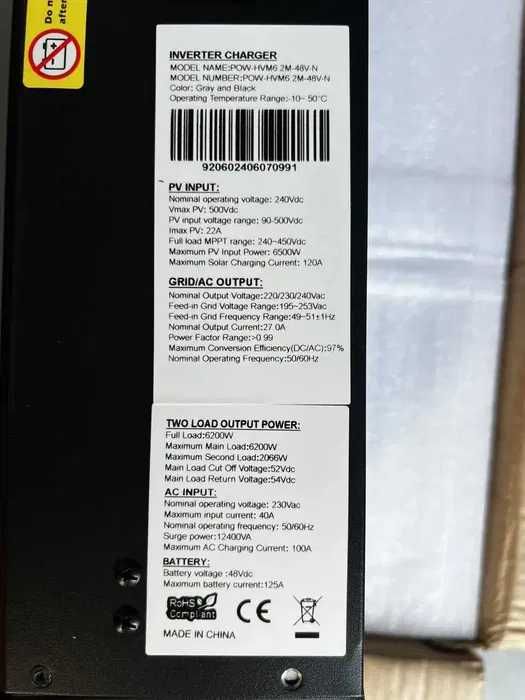 Do no
after
INVERTER CHARGER
MODEL NAME:POW-HVM6.2M-48V-N
MODEL NUMBER:POW-HVM6.2M-48V-N
Color: Gray and Black
Operating Temperature Range:-10~ 50°C
920602406070991
PV INPUT:
Nominal operating voltage: 240Vdc
Vmax PV: 500Vdc
PV input voltage range: 90-500Vdc
Imax PV: 22A
Full load MPPT range: 240~450Vdc
Maximum PV Input Power: 6500W
Maximum Solar Charging Current: 120A
GRID/AC OUTPUT:
Nominal Output Voltage:220/230/240Vac
Feed-in Grid Voltage Range:195~253Vac
Feed-in Grid Frequency Range:49~51±1Hz
Nominal Output Current:27.0A
Power Factor Range:>0.99
Maximum Conversion Efficiency(DC/AC):97%
Nominal Operating Frequency:50/60Hz
TWO LOAD OUTPUT POWER:
Full Load:6200W
Maximum Main Load:6200W
Maximum Second Load:2066W
Main Load Cut Off Voltage:52Vdc
Main Load Return Voltage:54Vdc
AC INPUT:
Nominal operating voltage: 230Vac
Maximum input current: 40A
Nominal operating frequency: 50/60Hz
Surge power:12400VA
Maximum AC Charging Current: 100A
BATTERY:
Battery voltage :48Vdc
Maximum battery current:125A
RoHS
Compliant
CE
MADE IN CHINA